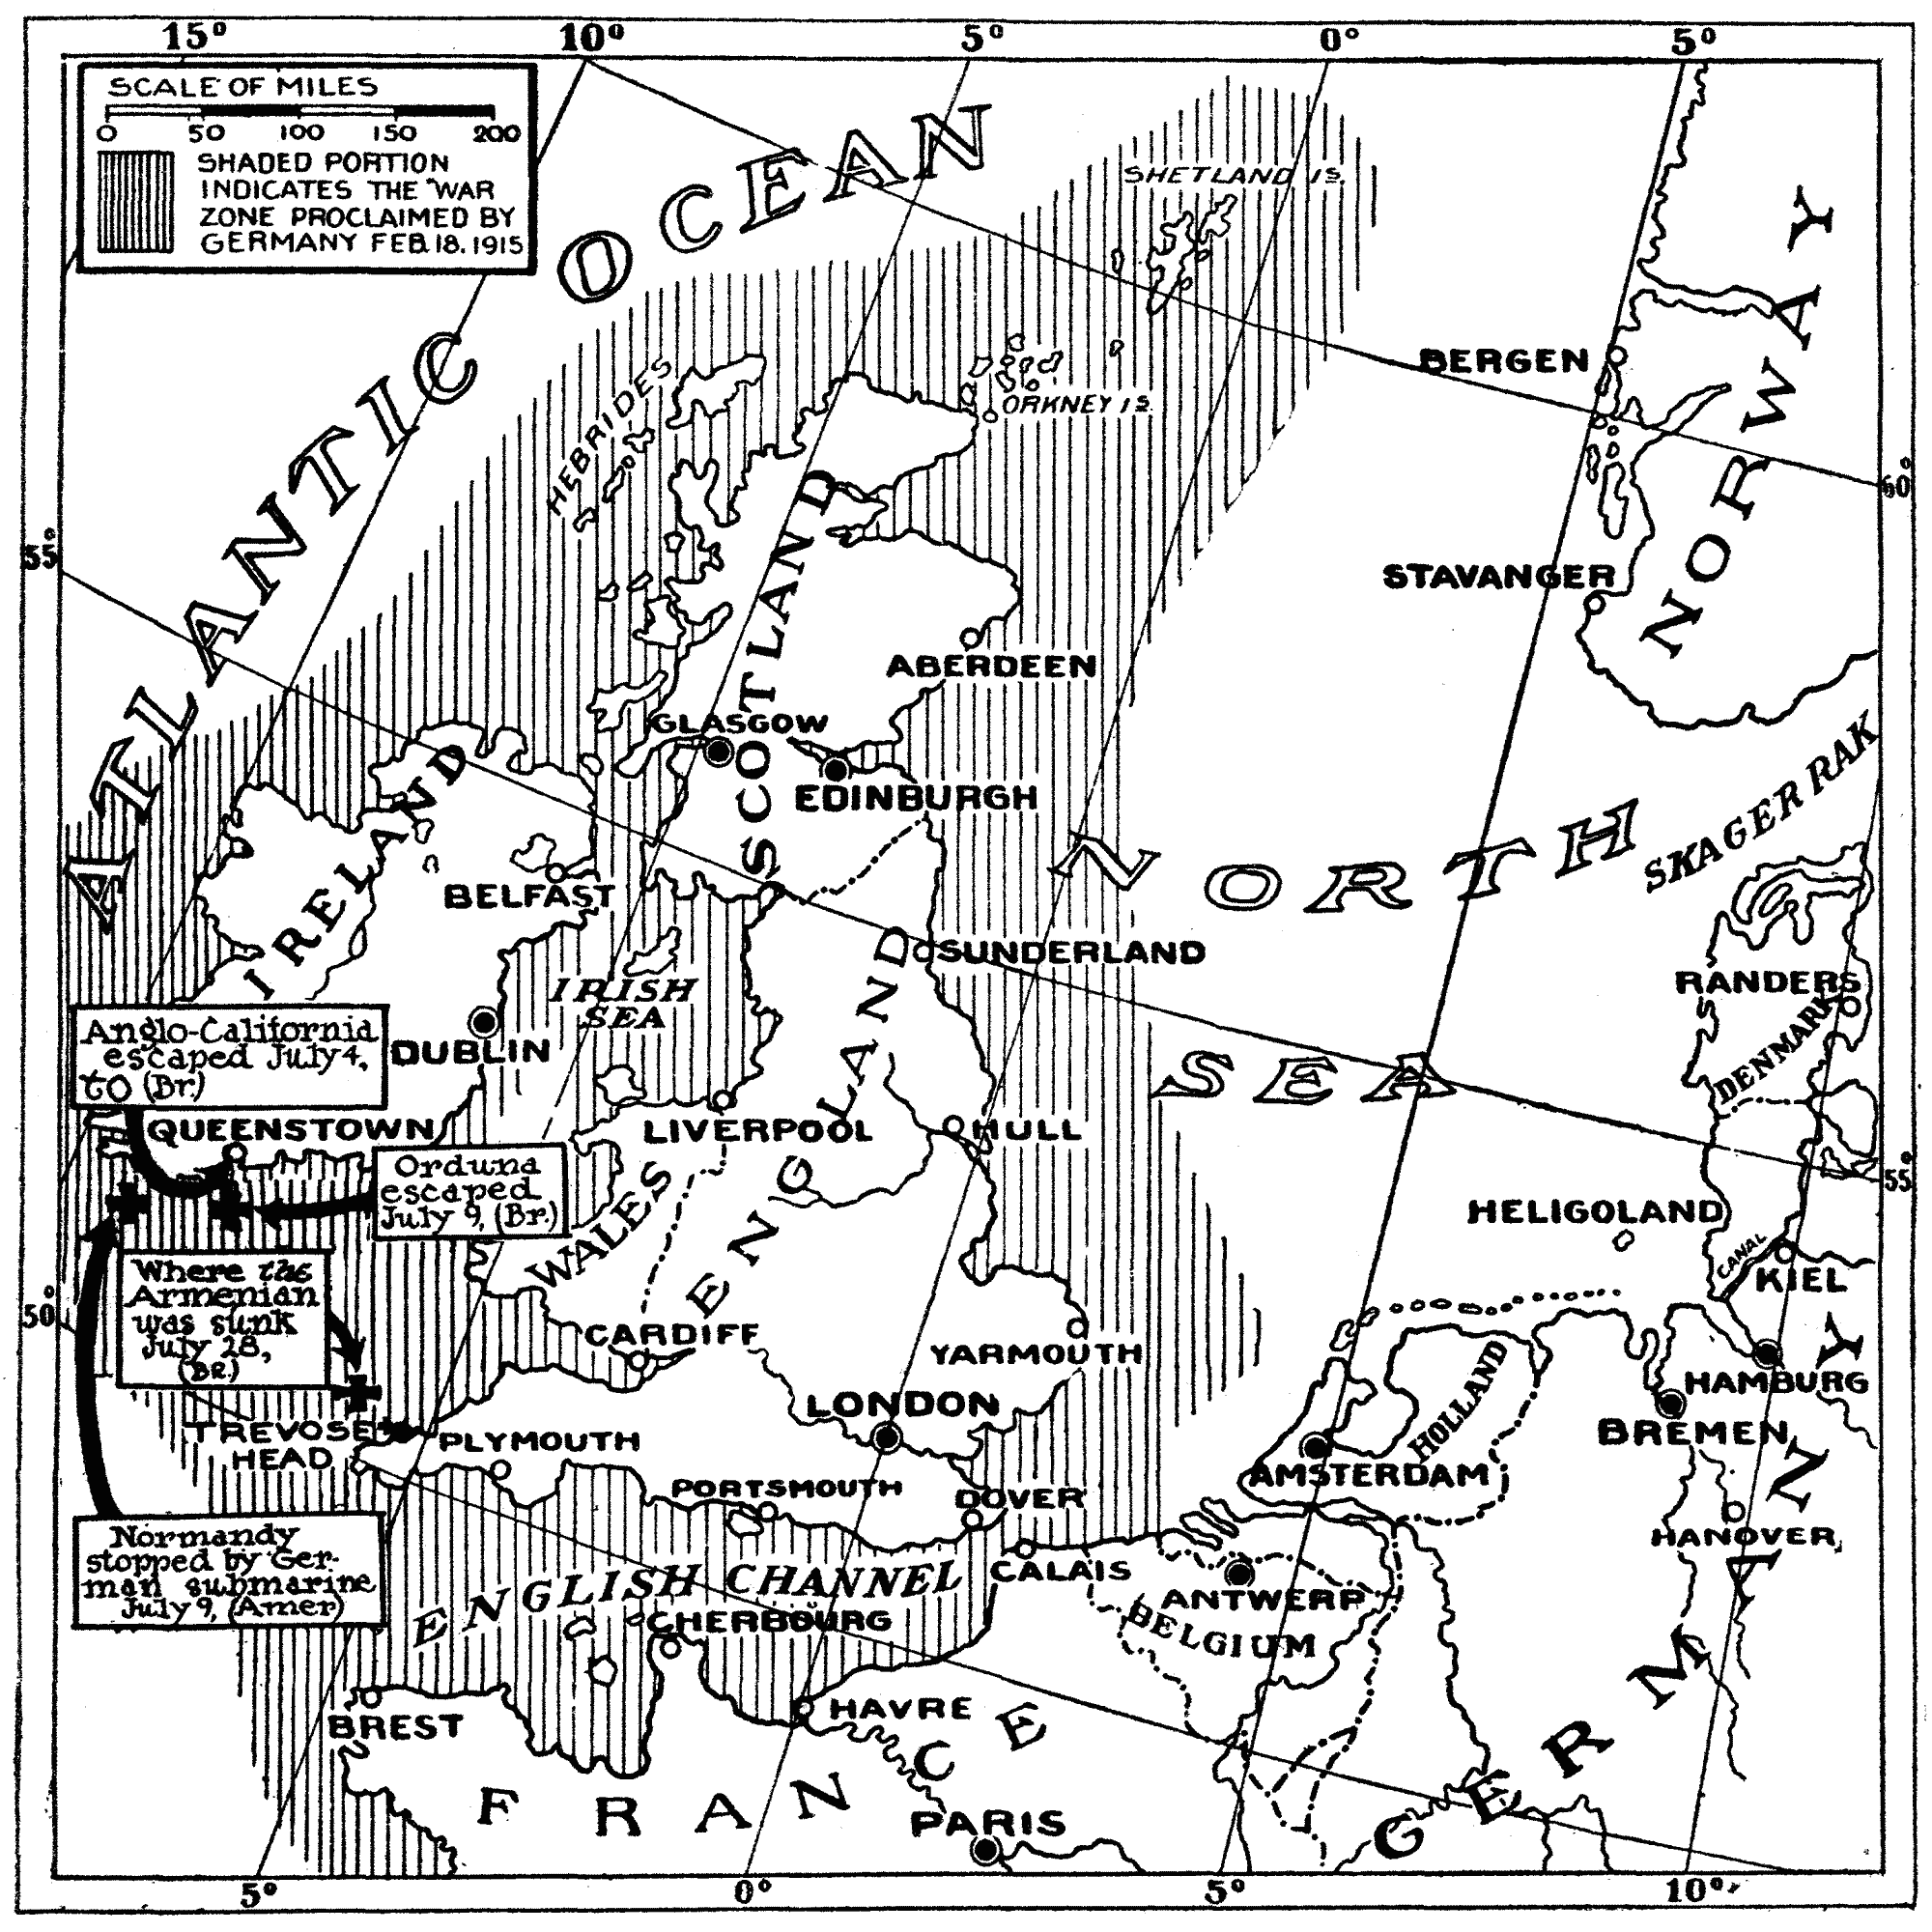 15° 10° 5° 0° 5°
SCALE OF MILES
0 50 100 150 200
SHADED PORTION
INDICATES THE "WAR
ZONE PROCLAIMED BY
GERMANY FEB. 18. 1915
ATLANTIC OCEAN
SHETLAND IS.
HEBRIDES
ORKNEY IS.
BERGEN
NORWAY
60°
STAVANGER
55°
SCOTLAND
ABERDEEN
GLASGOW
EDINBURGH
SKAGER RAK
NORTH
SEA
IRELAND
BELFAST
SUNDERLAND
IRISH
SEA
RANDERS
DENMARK
DUBLIN
Anglo-California
escaped July 4,
to (Br.)
QUEENSTOWN
LIVERPOOL
ENGLAND
HULL
Orduna
escaped
July 9, (Br.)
WALES
55°
HELIGOLAND
CANAL
KIEL
Where the
Armenian
was sunk
July 28,
(BR.)
50°
CARDIFF
YARMOUTH
HOLLAND
HAMBURG
BREMEN
LONDON
TREVOSE
HEAD
PLYMOUTH
PORTSMOUTH
DOVER
AMSTERDAM
HANOVER
Normandy
stopped by Ger-
man submarine
July 9, (Amer)
ENGLISH CHANNEL
CALAIS
ANTWERP
BELGIUM
CHERBOURG
HAVRE
BREST
FRANCE
PARIS
GERMANY
5° 0° 5° 10°